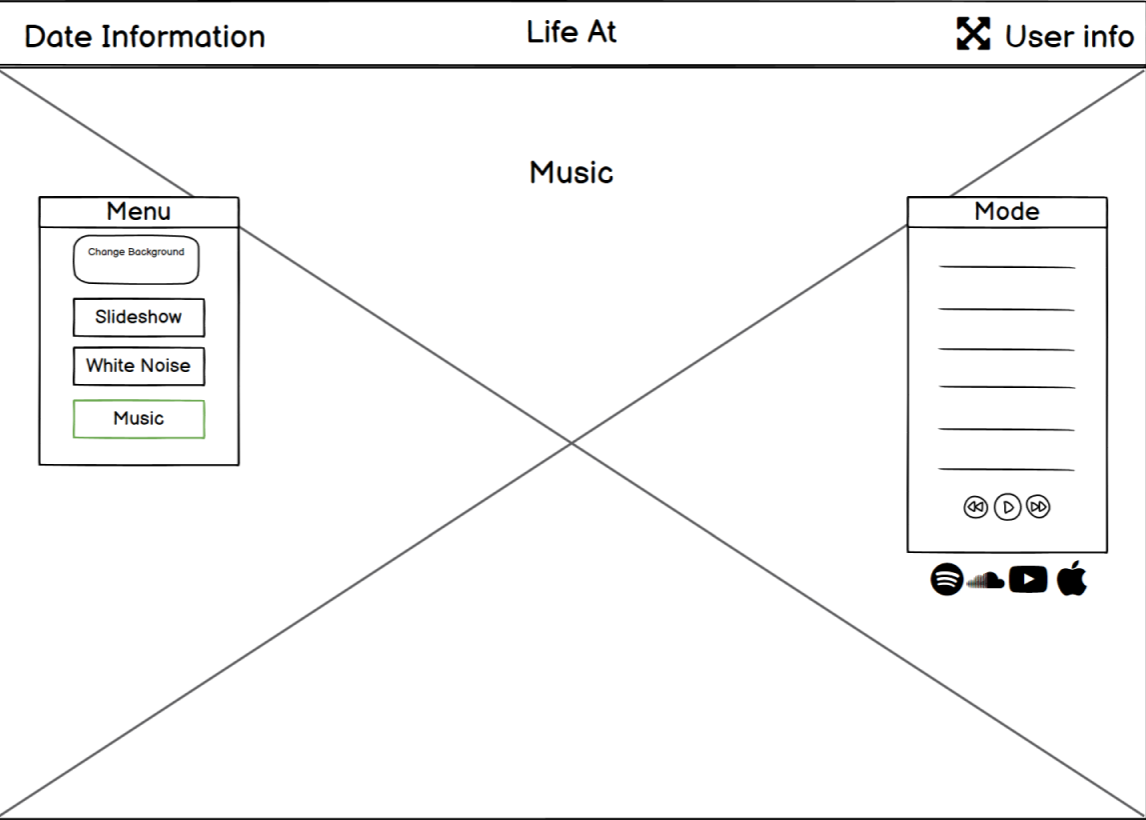 Date Information
Life At
User info
Music
Menu
Change Background
Slideshow
White Noise
Music
Mode